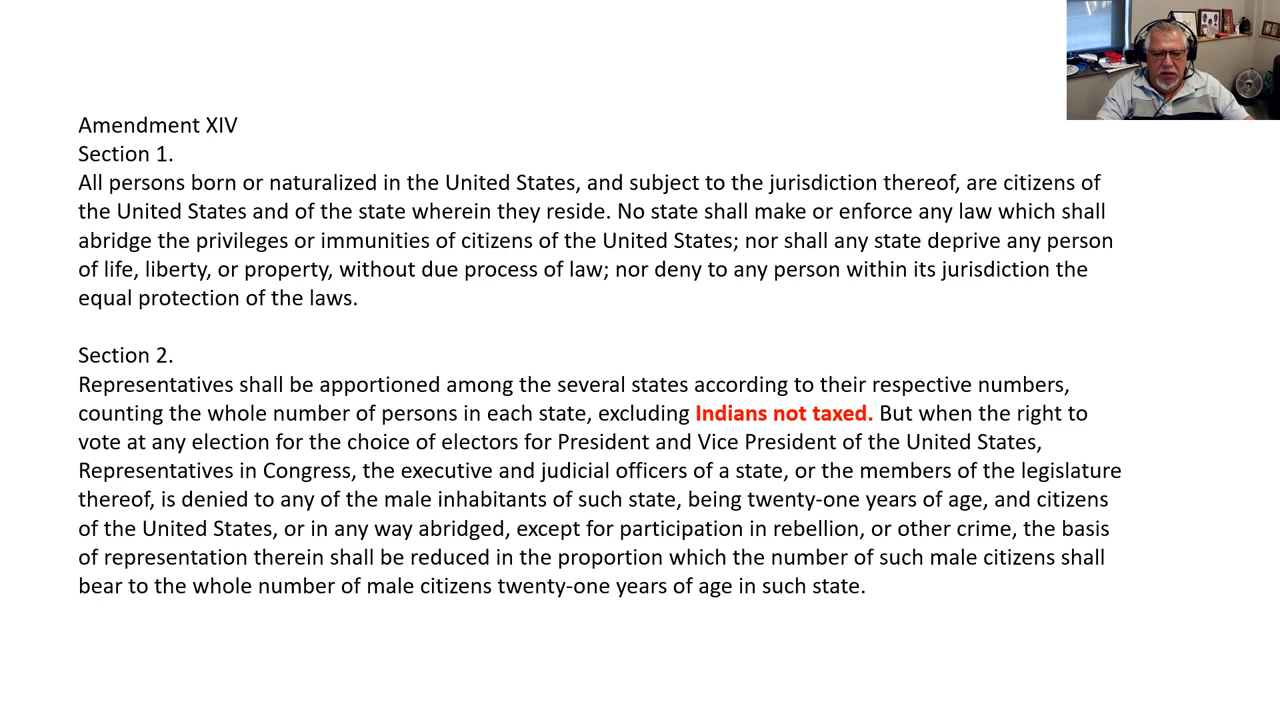 Amendment XIV
Section 1.
All persons born or naturalized in the United States, and subject to the jurisdiction thereof, are citizens of
the United States and of the state wherein they reside. No state shall make or enforce any law which shall
abridge the privileges or immunities of citizens of the United States; nor shall any state deprive any person
of life, liberty, or property, without due process of law; nor deny to any person within its jurisdiction the
equal protection of the laws.
Section 2.
Representatives shall be apportioned among the several states according to their respective numbers,
counting the whole number of persons in each state, excluding Indians not taxed. But when the right to
vote at any election for the choice of electors for President and Vice President of the United States,
Representatives in Congress, the executive and judicial officers of a state, or the members of the legislature
thereof, is denied to any of the male inhabitants of such state, being twenty-one years of age, and citizens
of the United States, or in any way abridged, except for participation in rebellion, or other crime, the basis
of representation therein shall be reduced in the proportion which the number of such male citizens shall
bear to the whole number of male citizens twenty-one years of age in such state.